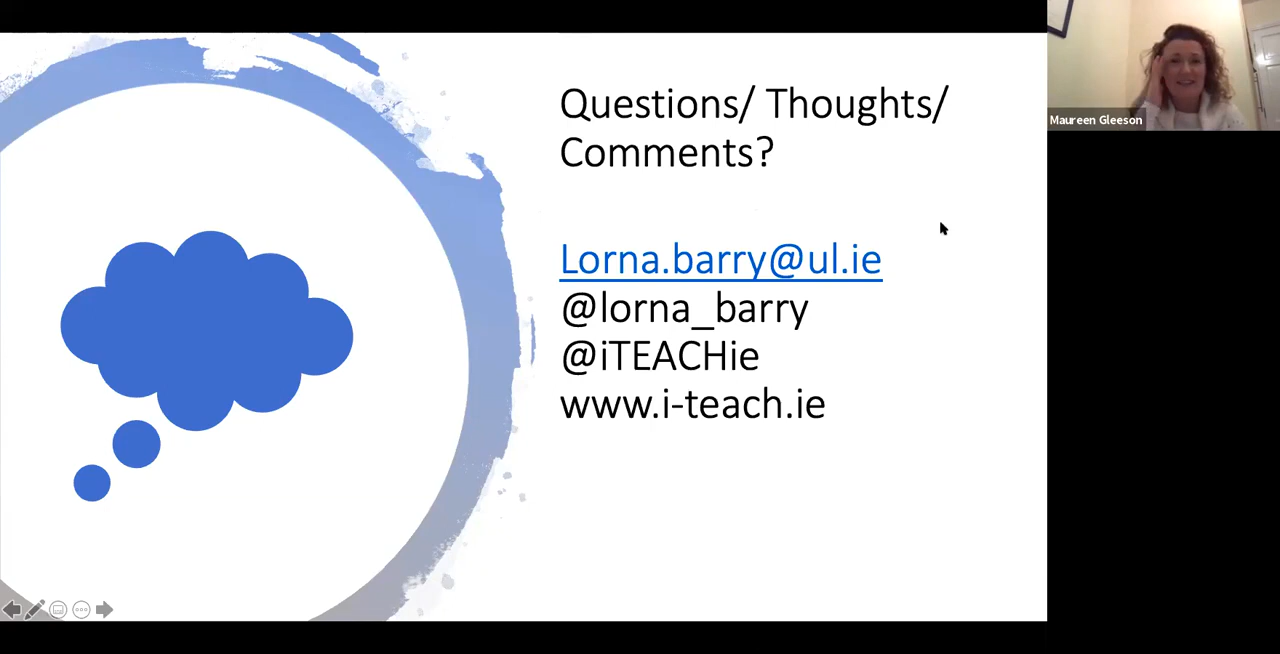 Questions/ Thoughts/
Comments?
Lorna.barry@ul.ie
@lorna_barry
@iTEACHie
www.i-teach.ie
Maureen Gleeson